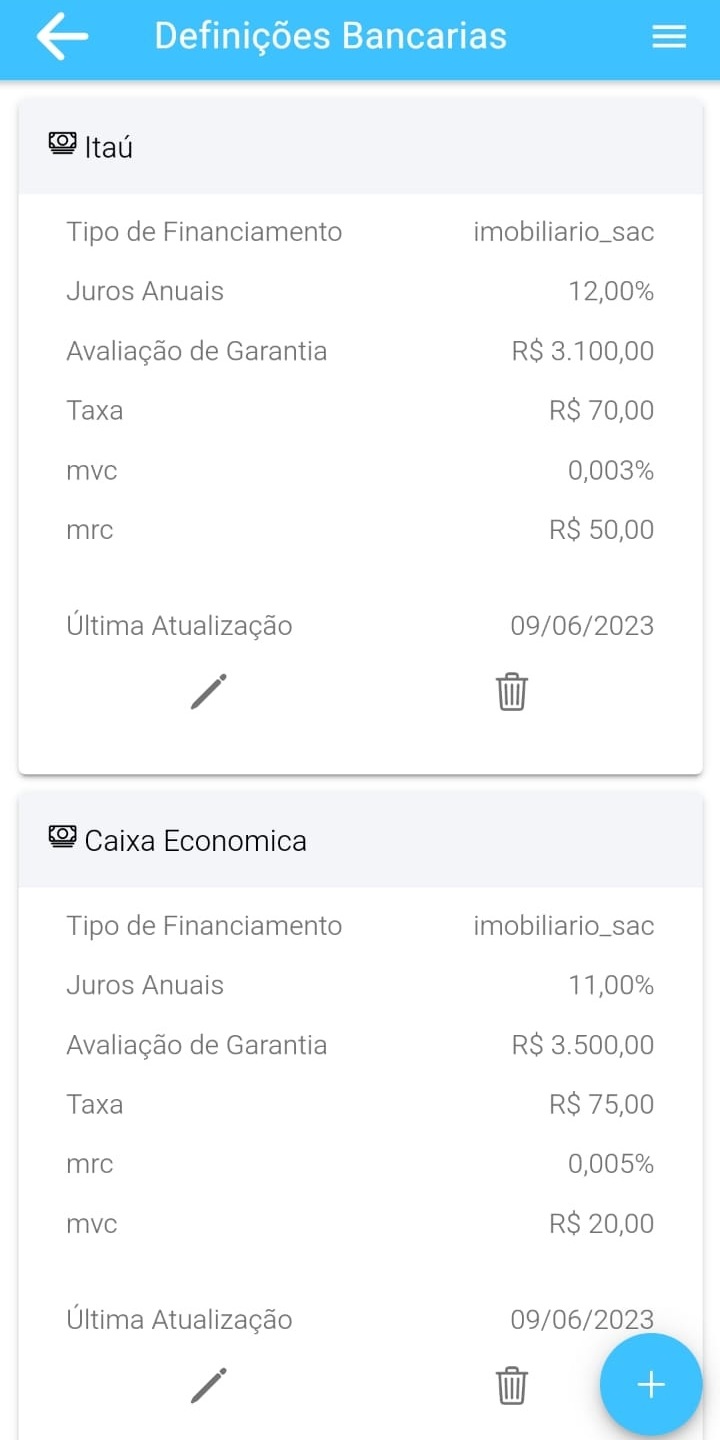 Definições Bancarias
Itaú
Tipo de Financiamento imobiliario_sac
Juros Anuais 12,00%
Avaliação de Garantia R$ 3.100,00
Taxa R$ 70,00
mvc 0,003%
mrc R$ 50,00
Última Atualização 09/06/2023
Caixa Economica
Tipo de Financiamento imobiliario_sac
Juros Anuais 11,00%
Avaliação de Garantia R$ 3.500,00
Taxa R$ 75,00
mrc 0,005%
mvc R$ 20,00
Última Atualização 09/06/2023